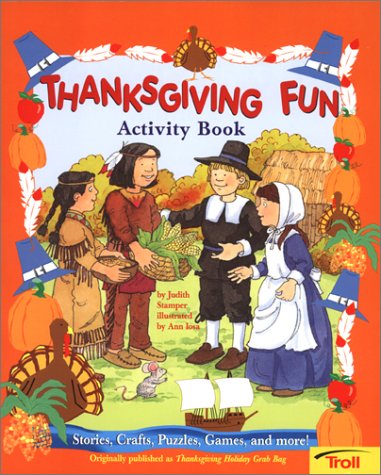 THANKSGIVING FUN
Activity Book
by Judith
Stamper
illustrated
by Ann Iosa
Stories, Crafts, Puzzles, Games, and more!
Originally published as Thanksgiving Holiday Grab Bag
Troll